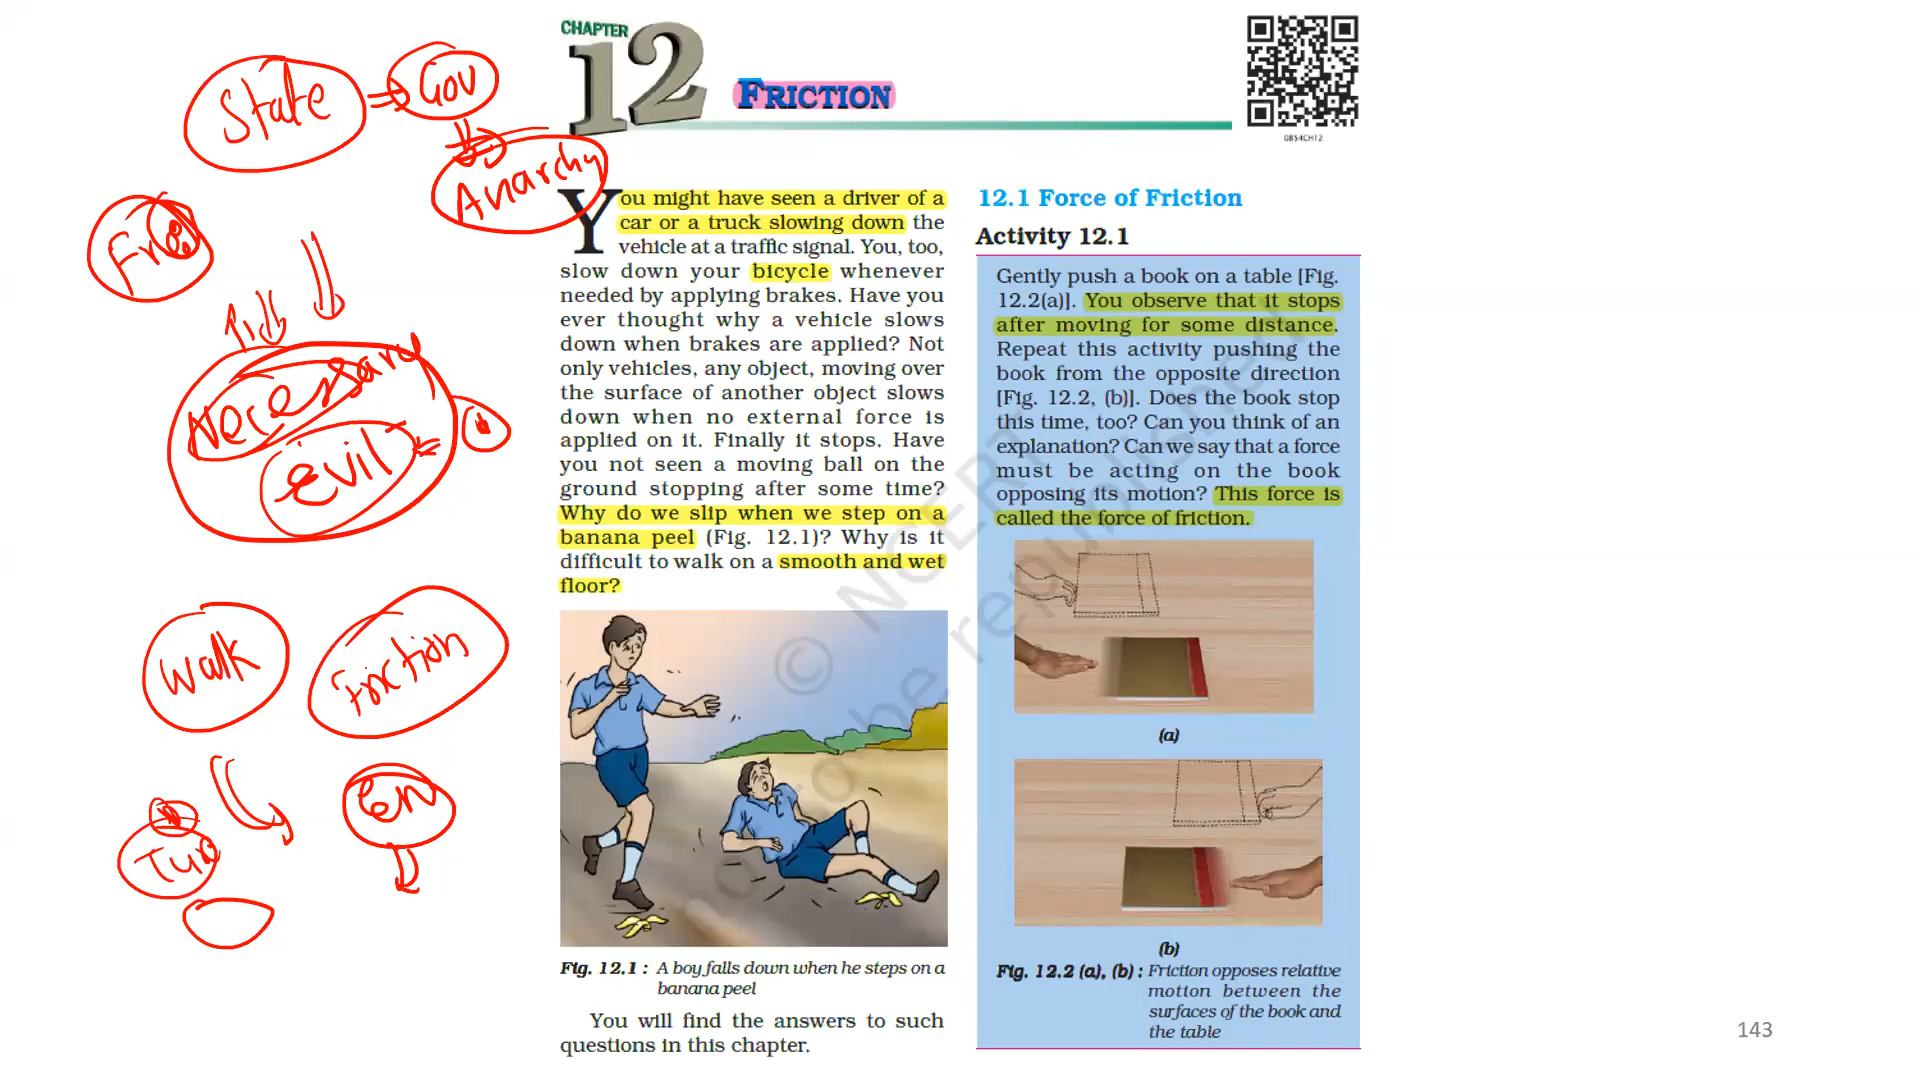 State
Gov
Anarchy
Necessary
Evil
Walk
Friction
CHAPTER
12
FRICTION
0854CH12
You might have seen a driver of a
car or a truck slowing down the
vehicle at a traffic signal. You, too,
slow down your bicycle whenever
needed by applying brakes. Have you
ever thought why a vehicle slows
down when brakes are applied? Not
only vehicles, any object, moving over
the surface of another object slows
down when no external force is
applied on it. Finally it stops. Have
you not seen a moving ball on the
ground stopping after some time?
Why do we slip when we step on a
banana peel (Fig. 12.1)? Why is it
difficult to walk on a smooth and wet
floor?
Fig. 12.1 : A boy falls down when he steps on a
banana peel
You will find the answers to such
questions in this chapter.
12.1 Force of Friction
Activity 12.1
Gently push a book on a table [Fig.
12.2(a)]. You observe that it stops
after moving for some distance.
Repeat this activity pushing the
book from the opposite direction
[Fig. 12.2, (b)]. Does the book stop
this time, too? Can you think of an
explanation? Can we say that a force
must be acting on the book
opposing its motion? This force is
called the force of friction.
(a)
(b)
Fig. 12.2 (a), (b) : Friction opposes relative
motion between the
surfaces of the book and
the table
© NCERT
republished
143